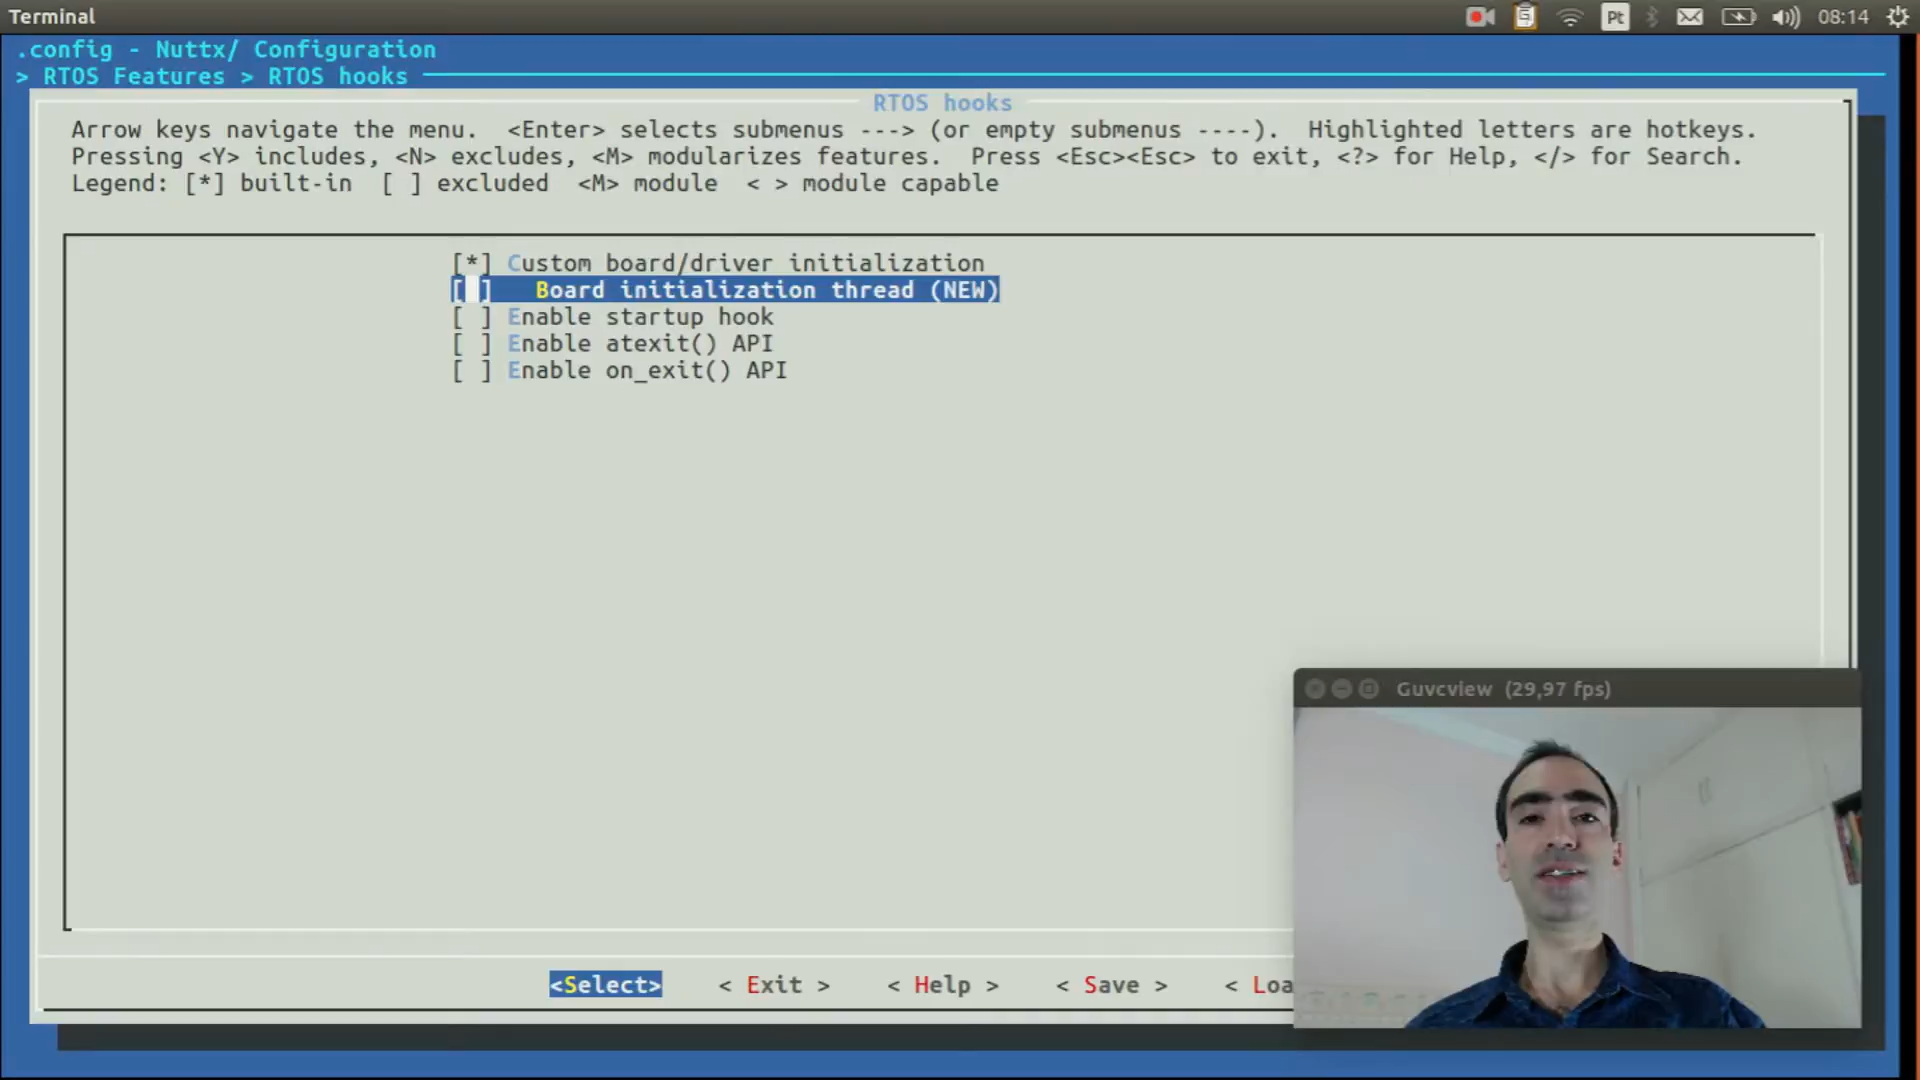 Terminal
Pt
08:14
.config - Nuttx/ Configuration
> RTOS Features > RTOS hooks
RTOS hooks
Arrow keys navigate the menu.  <Enter> selects submenus ---> (or empty submenus ----).  Highlighted letters are hotkeys.
Pressing <Y> includes, <N> excludes, <M> modularizes features.  Press <Esc><Esc> to exit, <?> for Help, </> for Search.
Legend: [*] built-in  [ ] excluded  <M> module  < > module capable
[*] Custom board/driver initialization
[ ]   Board initialization thread (NEW)
[ ] Enable startup hook
[ ] Enable atexit() API
[ ] Enable on_exit() API
<Select>    < Exit >    < Help >    < Save >    < Loa
Guvcview (29,97 fps)